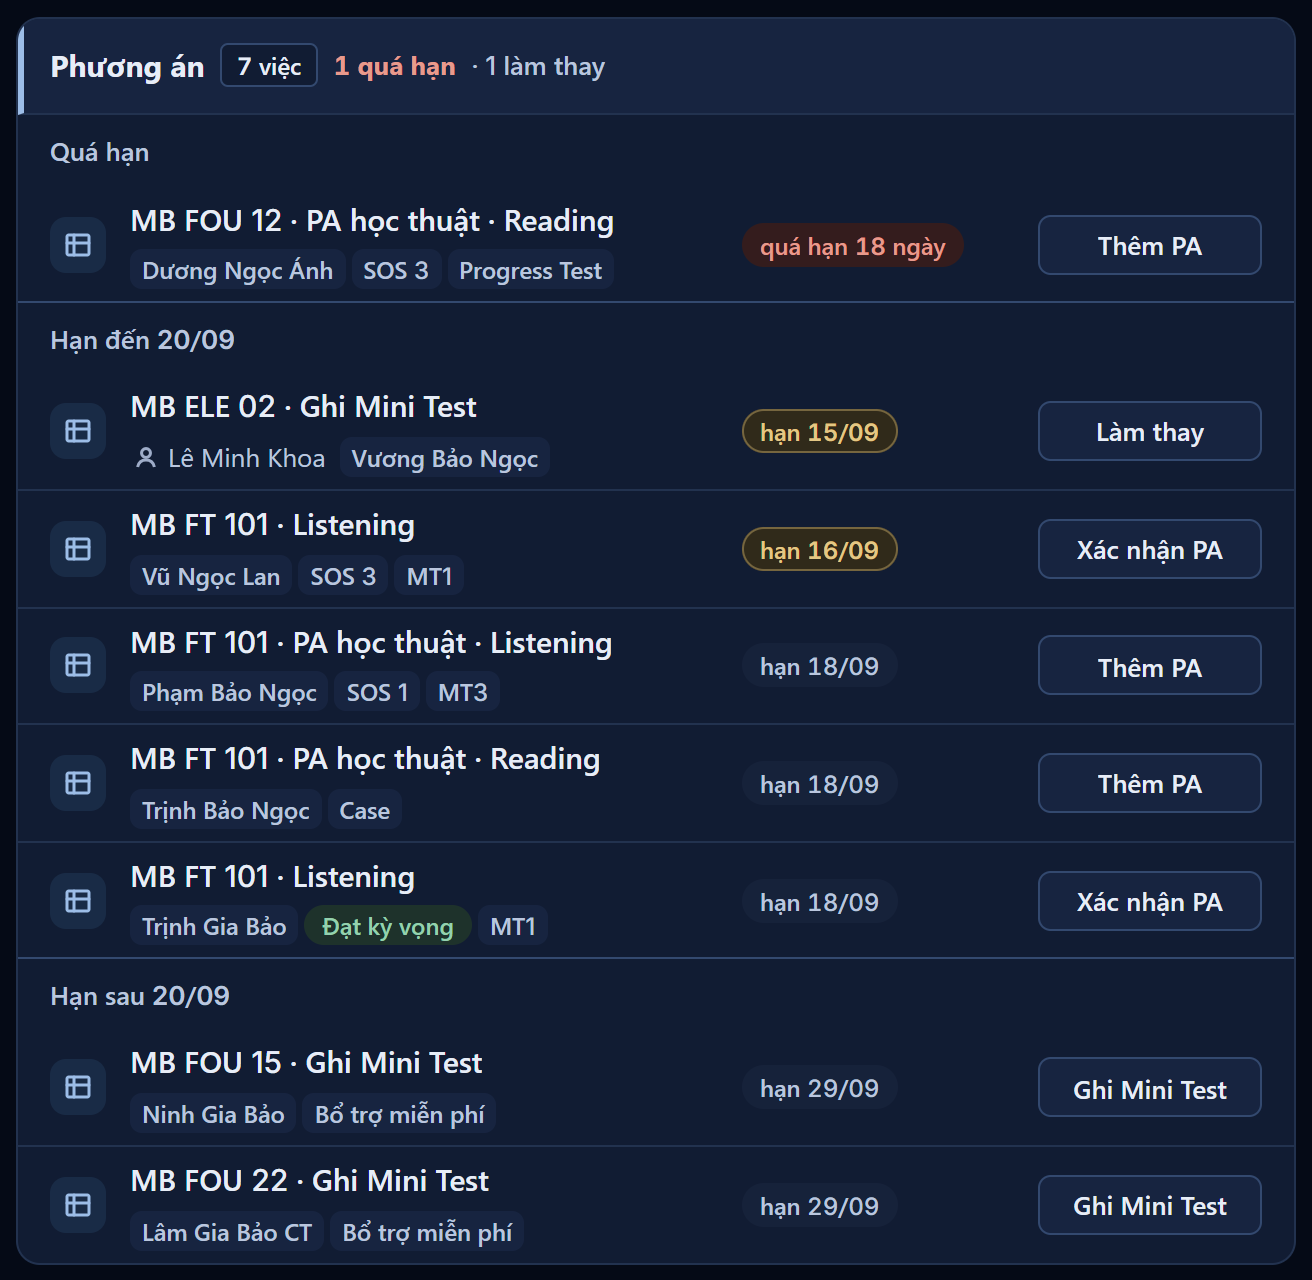 Phương án 7 việc 1 quá hạn · 1 làm thay
Quá hạn
MB FOU 12 · PA học thuật · Reading
Dương Ngọc Ánh SOS 3 Progress Test
quá hạn 18 ngày
Thêm PA
Hạn đến 20/09
MB ELE 02 · Ghi Mini Test
Lê Minh Khoa Vương Bảo Ngọc
hạn 15/09
Làm thay
MB FT 101 · Listening
Vũ Ngọc Lan SOS 3 MT1
hạn 16/09
Xác nhận PA
MB FT 101 · PA học thuật · Listening
Phạm Bảo Ngọc SOS 1 MT3
hạn 18/09
Thêm PA
MB FT 101 · PA học thuật · Reading
Trịnh Bảo Ngọc Case
hạn 18/09
Thêm PA
MB FT 101 · Listening
Trịnh Gia Bảo Đạt kỳ vọng MT1
hạn 18/09
Xác nhận PA
Hạn sau 20/09
MB FOU 15 · Ghi Mini Test
Ninh Gia Bảo Bổ trợ miễn phí
hạn 29/09
Ghi Mini Test
MB FOU 22 · Ghi Mini Test
Lâm Gia Bảo CT Bổ trợ miễn phí
hạn 29/09
Ghi Mini Test